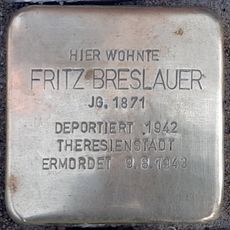 HIER WOHNTE
FRITZ BRESLAUER
JG. 1871
DEPORTIERT 1942
THERESIENSTADT
ERMORDET 9.8.1943